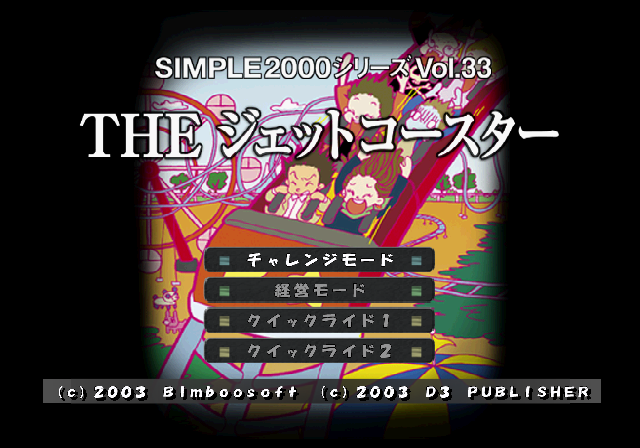 SIMPLE2000シリーズVol.33
THE ジェットコースター
チャレンジモード
経営モード
クイックライド1
クイックライド2
(c) 2003 Bimboosoft (c) 2003 D3 PUBLISHER